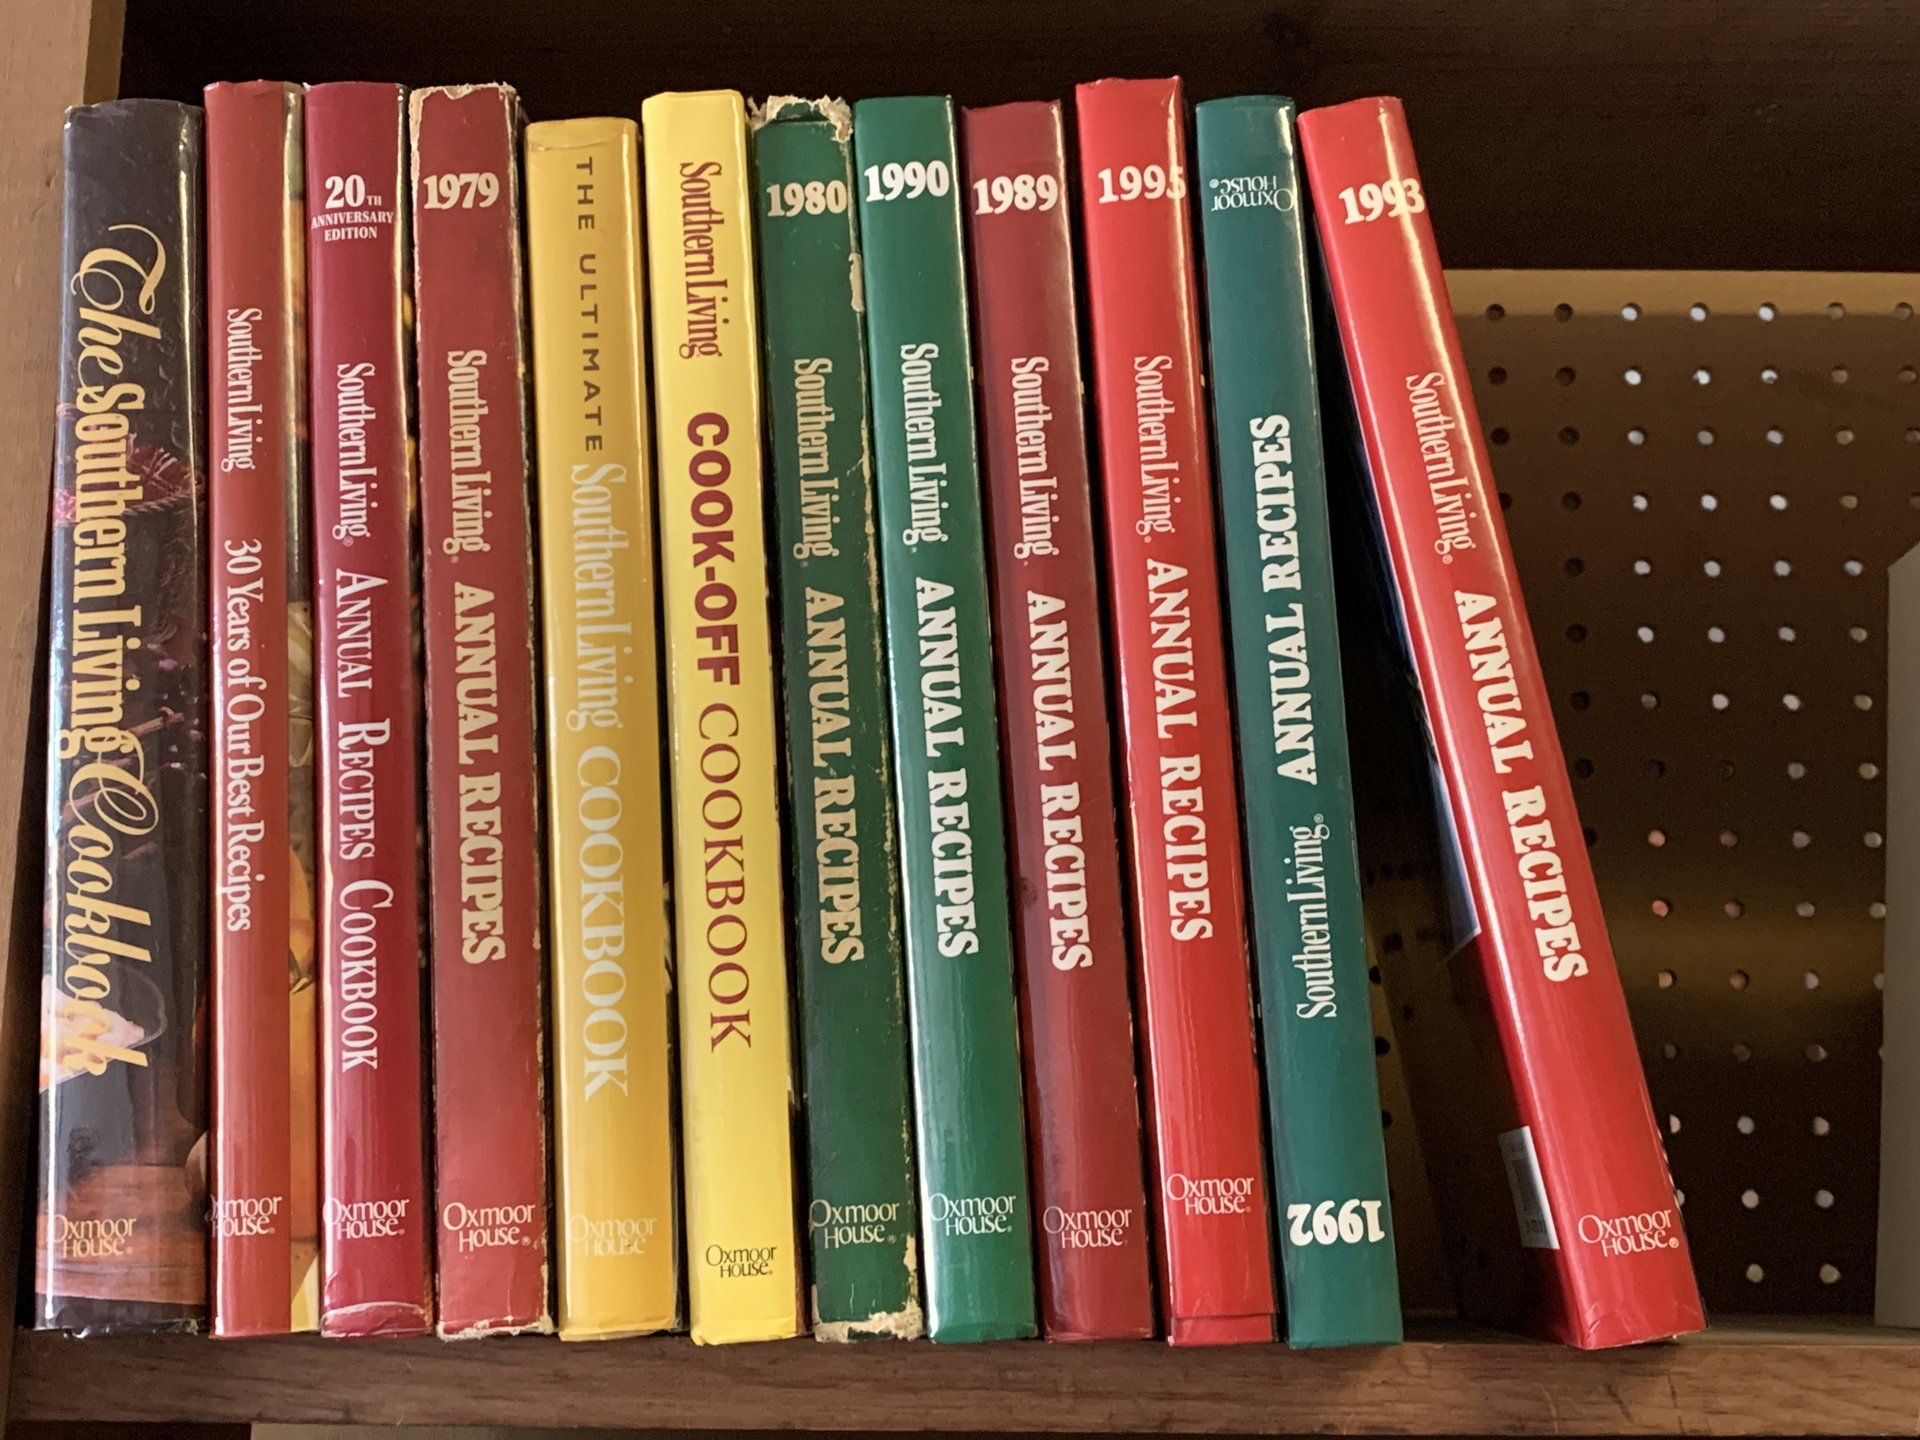 The Southern Living Cookbook
Oxmoor
House®
Southern Living 30 Years of Our Best Recipes
Oxmoor
House®
20TH
ANNIVERSARY
EDITION
Southern Living® ANNUAL RECIPES COOKBOOK
Oxmoor
House®
1979
Southern Living® ANNUAL RECIPES
Oxmoor
House®
THE ULTIMATE Southern Living COOKBOOK
Oxmoor
House®
Southern Living COOK-OFF COOKBOOK
Oxmoor
House®
1980
Southern Living® ANNUAL RECIPES
Oxmoor
House®
1990
Southern Living® ANNUAL RECIPES
Oxmoor
House®
1989
Southern Living® ANNUAL RECIPES
Oxmoor
House®
1995
Southern Living® ANNUAL RECIPES
Oxmoor
House®
1992
Southern Living® ANNUAL RECIPES
Oxmoor
House®
1993
Southern Living® ANNUAL RECIPES
Oxmoor
House®